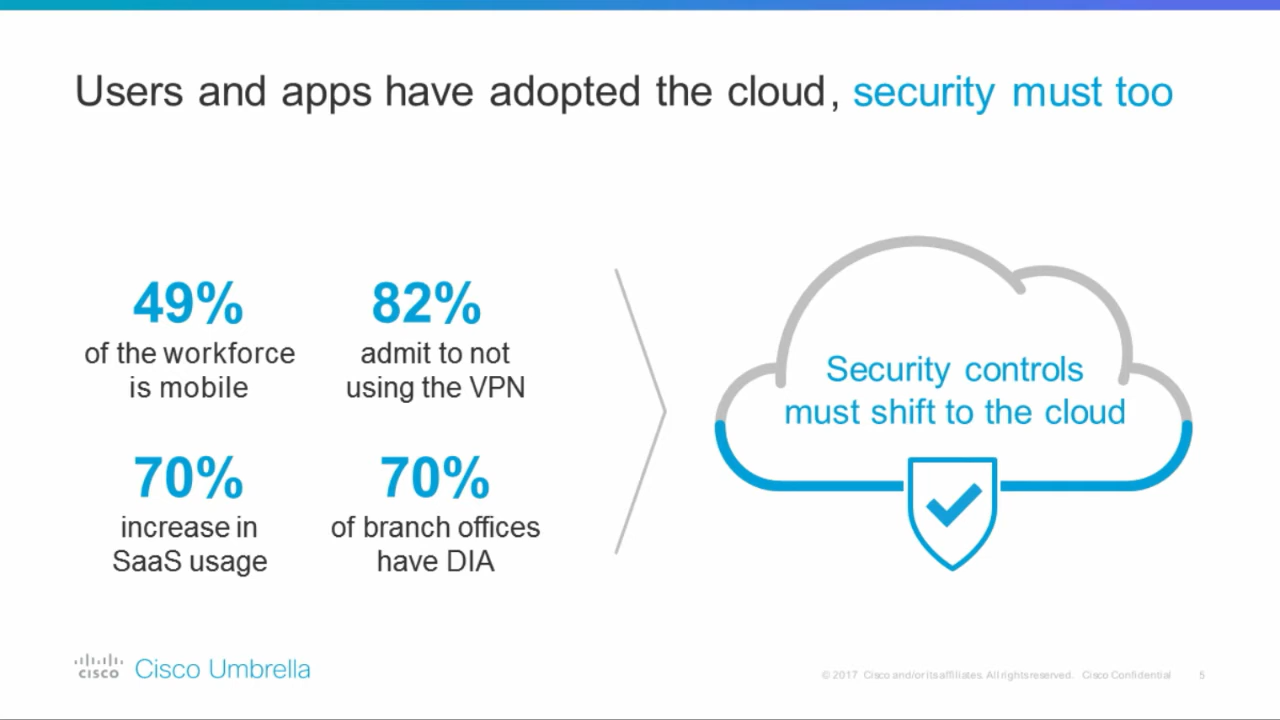 Users and apps have adopted the cloud, security must too
49%
of the workforce
is mobile
82%
admit to not
using the VPN
70%
increase in
SaaS usage
70%
of branch offices
have DIA
Security controls
must shift to the cloud
cisco Cisco Umbrella
© 2017 Cisco and/or its affiliates. All rights reserved. Cisco Confidential 5